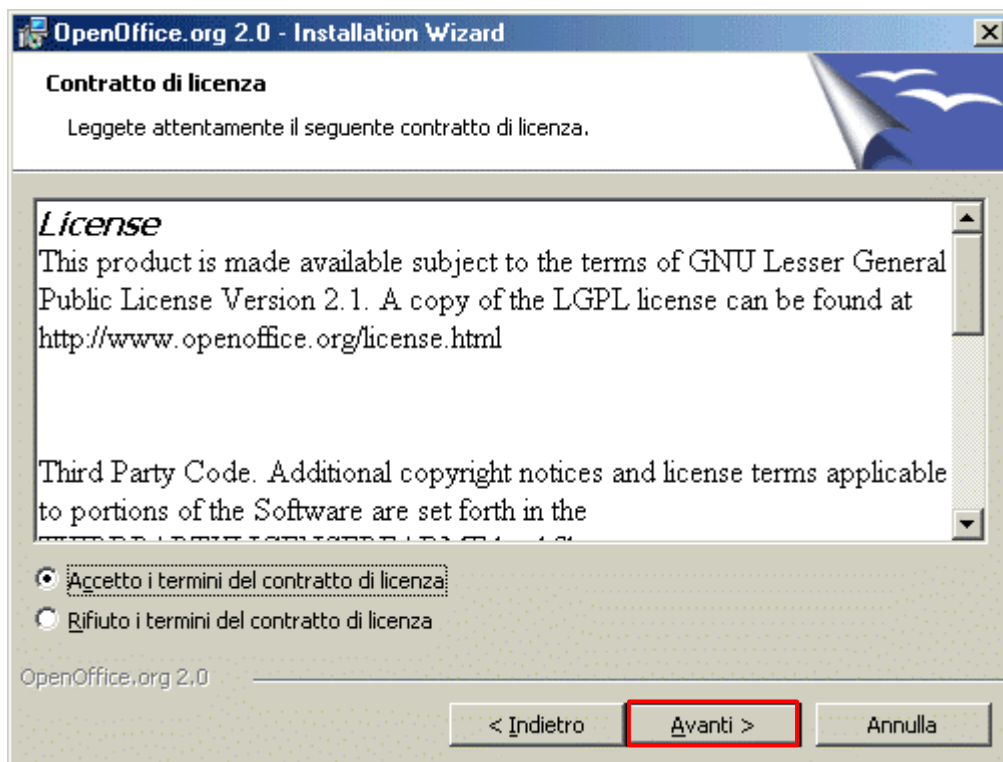 OpenOffice.org 2.0 - Installation Wizard
Contratto di licenza
Leggete attentamente il seguente contratto di licenza.
License
This product is made available subject to the terms of GNU Lesser General
Public License Version 2.1. A copy of the LGPL license can be found at
http://www.openoffice.org/license.html
Third Party Code. Additional copyright notices and license terms applicable
to portions of the Software are set forth in the
Accetto i termini del contratto di licenza
Rifiuto i termini del contratto di licenza
OpenOffice.org 2.0
< Indietro
Avanti >
Annulla